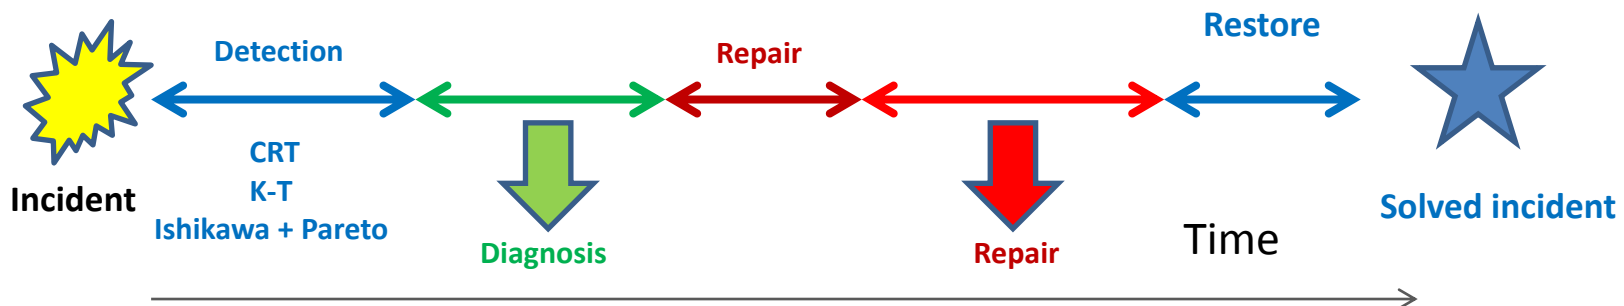 Restore
Detection
Repair
CRT
K-T
Ishikawa + Pareto
Incident
Solved incident
Diagnosis
Repair
Time